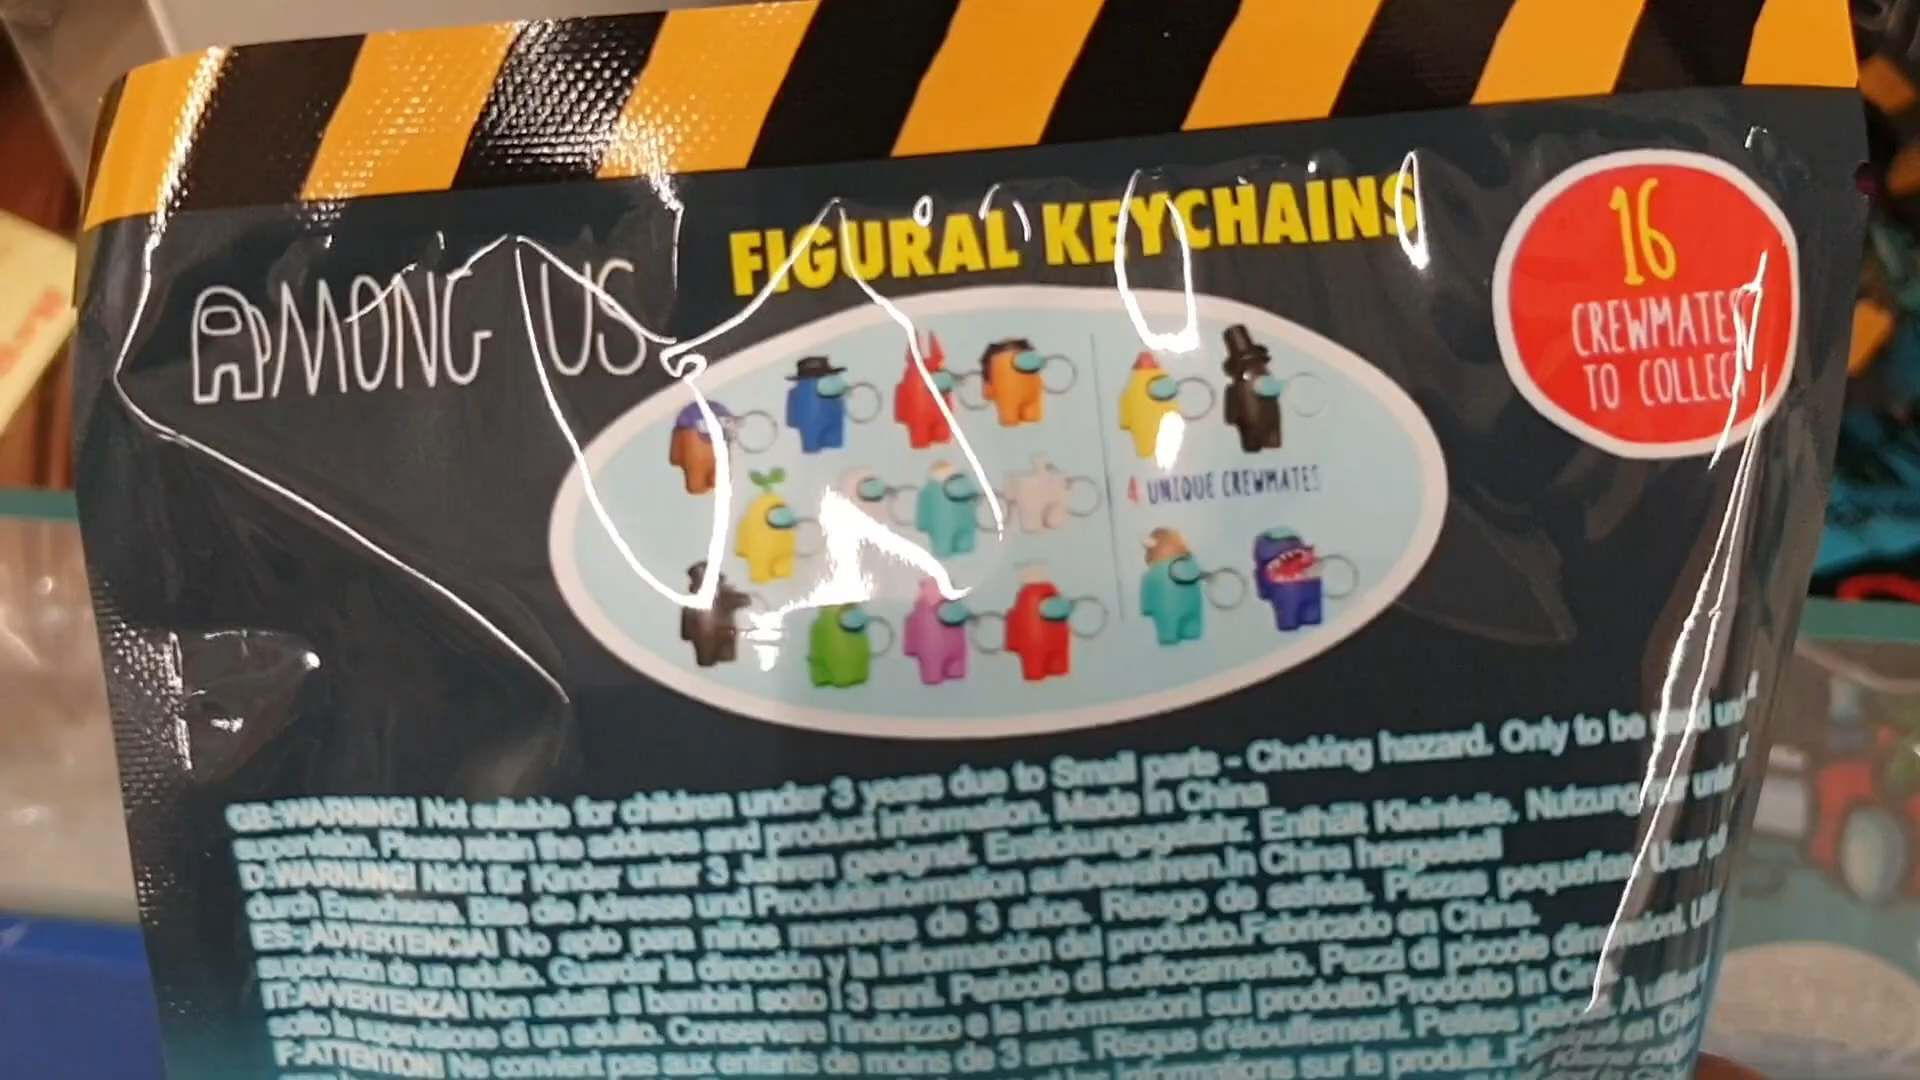 AMONG US
FIGURAL KEYCHAINS
16
CREWMATES
TO COLLECT
4 UNIQUE CREWMATES
GB:WARNING! Not suitable for children under 3 years due to Small parts - Choking hazard. Only to be used
supervision. Please retain the address and product information. Made in China
D:WARNUNG! Nicht für Kinder unter 3 Jahren geeignet. Erstickungsgefahr. Enthält Kleinteile. Nutzung nur unter
durch Erwachsene. Bitte die Adresse und Produktinformation aufbewahren.In China hergestellt
ES:¡ADVERTENCIA! No apto para niños menores de 3 años. Riesgo de asfixia. Piezas pequeñas. Usar
supervisión de un adulto. Guardar la dirección y la información del producto.Fabricado en China.
IT:AVVERTENZA! Non adatti ai bambini sotto i 3 anni. Pericolo di soffocamento. Pezzi di piccole dimensioni.
sotto la supervisione di un adulto. Conservare l'indirizzo e le informazioni sul prodotto.Prodotto in
F:ATTENTION! Ne convient pas aux enfants de moins de 3 ans. Risque d'étouffement. Petites pièces. À utiliser
les informations sur le produit.